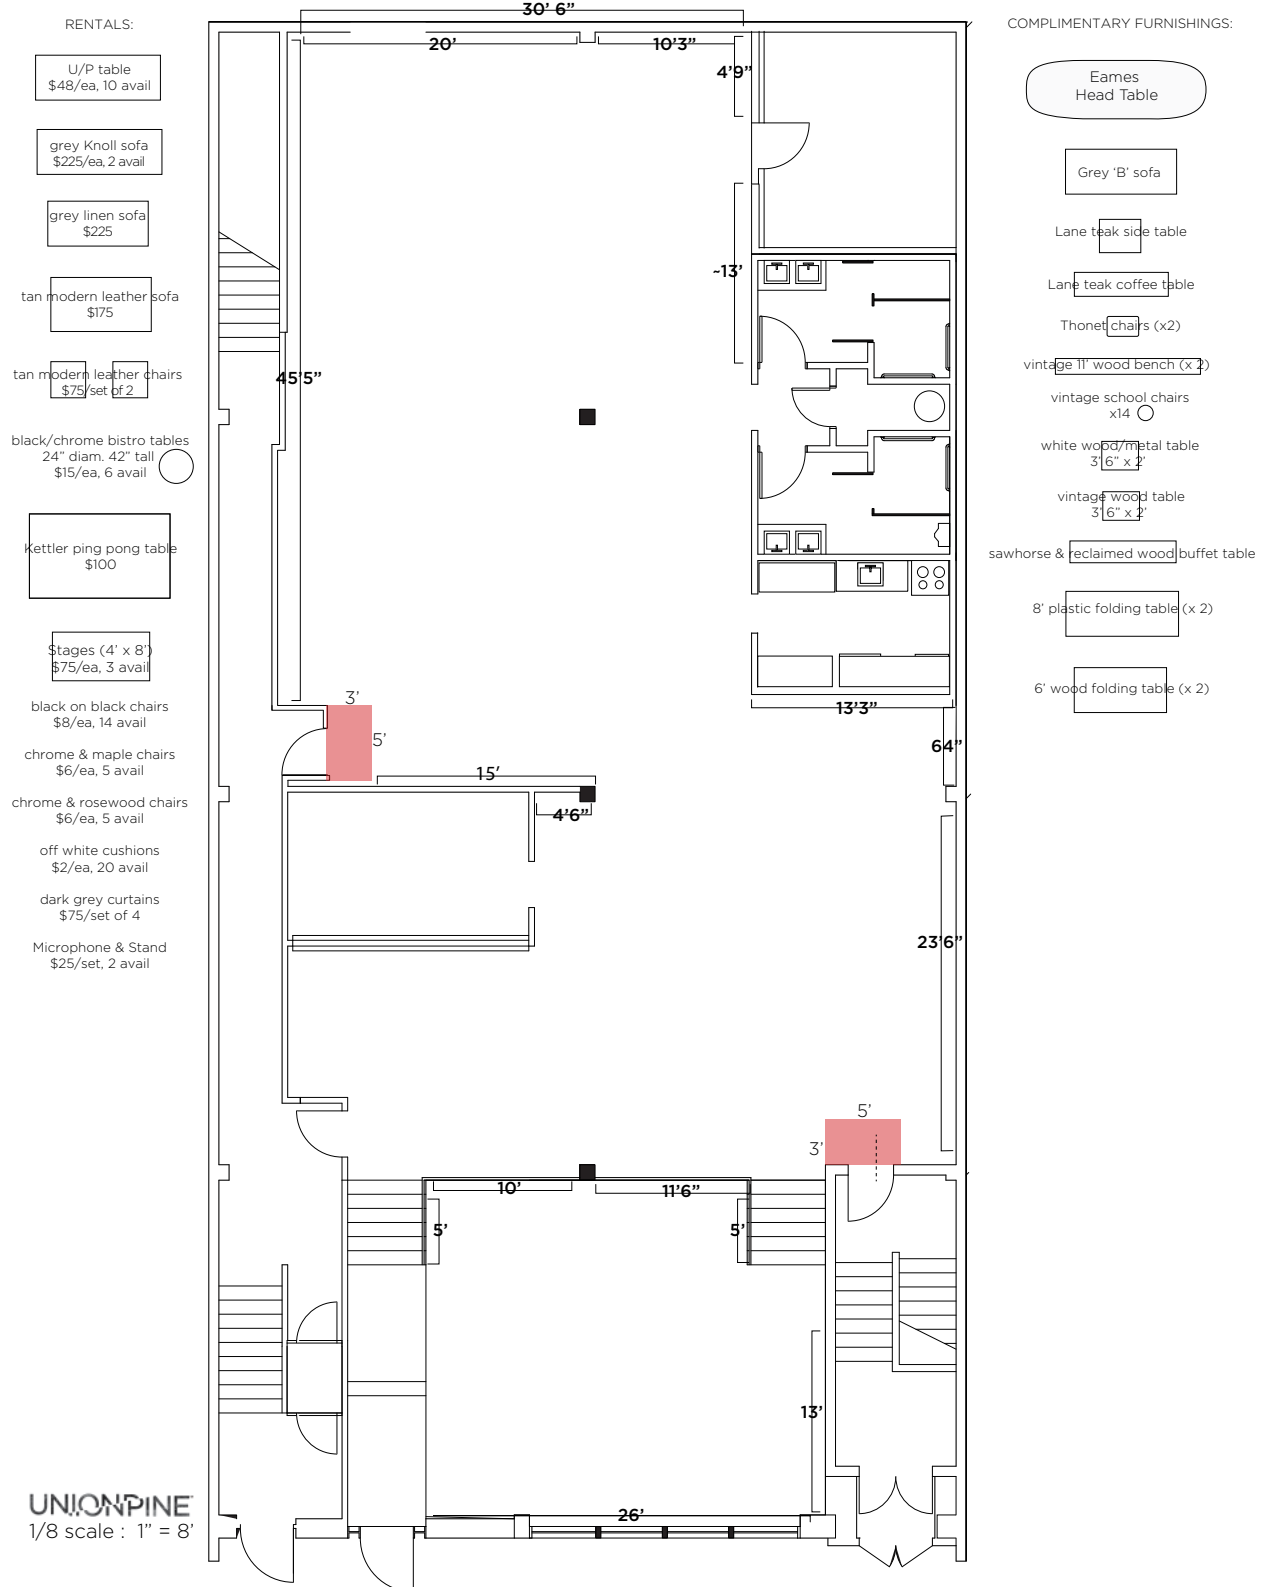 RENTALS:
U/P table
$48/ea, 10 avail
grey Knoll sofa
$225/ea, 2 avail
grey linen sofa
$225
tan modern leather sofa
$175
tan modern leather chairs
$75/set of 2
black/chrome bistro tables
24” diam. 42” tall
$15/ea, 6 avail
Kettler ping pong table
$100
Stages (4’ x 8’)
$75/ea, 3 avail
black on black chairs
$8/ea, 14 avail
chrome & maple chairs
$6/ea, 5 avail
chrome & rosewood chairs
$6/ea, 5 avail
off white cushions
$2/ea, 20 avail
dark grey curtains
$75/set of 4
Microphone & Stand
$25/set, 2 avail
UNIONPINE
1/8 scale : 1” = 8’
30’ 6”
20’
10’3”
4’9”
~13’
45’5”
3’
5’
15’
4’6”
13’3”
64”
23’6”
5’
3’
10’
11’6”
5’
5’
13’
26’
COMPLIMENTARY FURNISHINGS:
Eames
Head Table
Grey ‘B’ sofa
Lane teak side table
Lane teak coffee table
Thonet chairs (x2)
vintage 11’ wood bench (x 2)
vintage school chairs
x14
white wood/metal table
3’ 6” x 2’
vintage wood table
3’ 6” x 2’
sawhorse & reclaimed wood buffet table
8’ plastic folding table (x 2)
6’ wood folding table (x 2)